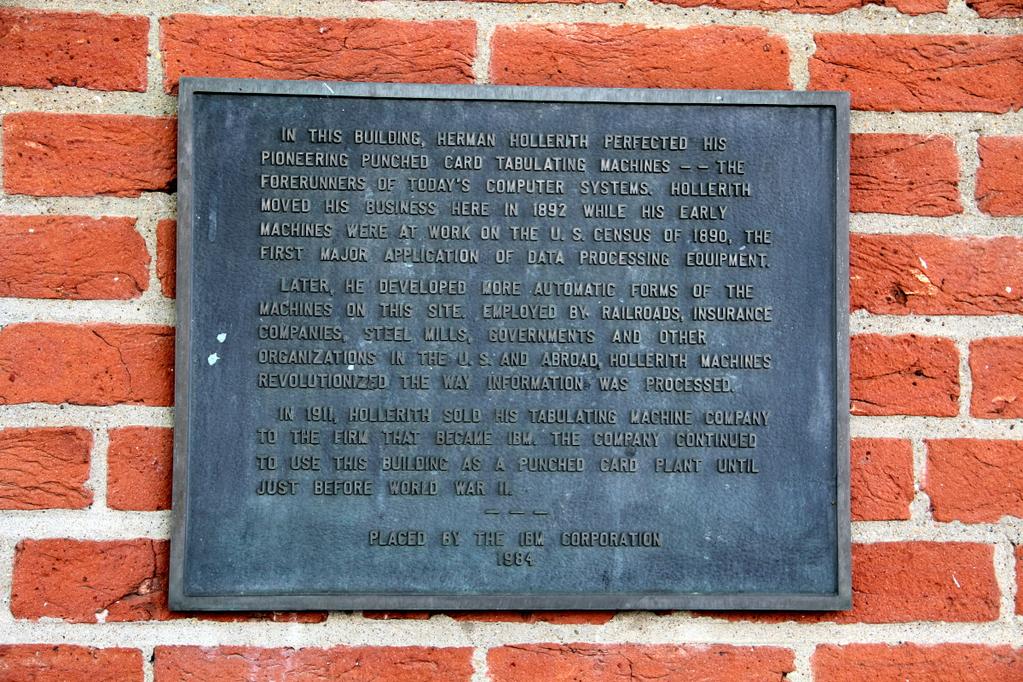 IN THIS BUILDING, HERMAN HOLLERITH PERFECTED HIS
PIONEERING PUNCHED CARD TABULATING MACHINES -- THE
FORERUNNERS OF TODAY'S COMPUTER SYSTEMS. HOLLERITH
MOVED HIS BUSINESS HERE IN 1892 WHILE HIS EARLY
MACHINES WERE AT WORK ON THE U.S. CENSUS OF 1890, THE
FIRST MAJOR APPLICATION OF DATA PROCESSING EQUIPMENT.
LATER, HE DEVELOPED MORE AUTOMATIC FORMS OF THE
MACHINES ON THIS SITE. EMPLOYED BY RAILROADS, INSURANCE
COMPANIES, STEEL MILLS, GOVERNMENTS AND OTHER
ORGANIZATIONS IN THE U.S. AND ABROAD, HOLLERITH MACHINES
REVOLUTIONIZED THE WAY INFORMATION WAS PROCESSED.
IN 1911, HOLLERITH SOLD HIS TABULATING MACHINE COMPANY
TO THE FIRM THAT BECAME IBM. THE COMPANY CONTINUED
TO USE THIS BUILDING AS A PUNCHED CARD PLANT UNTIL
JUST BEFORE WORLD WAR II.
---
PLACED BY THE IBM CORPORATION
1984